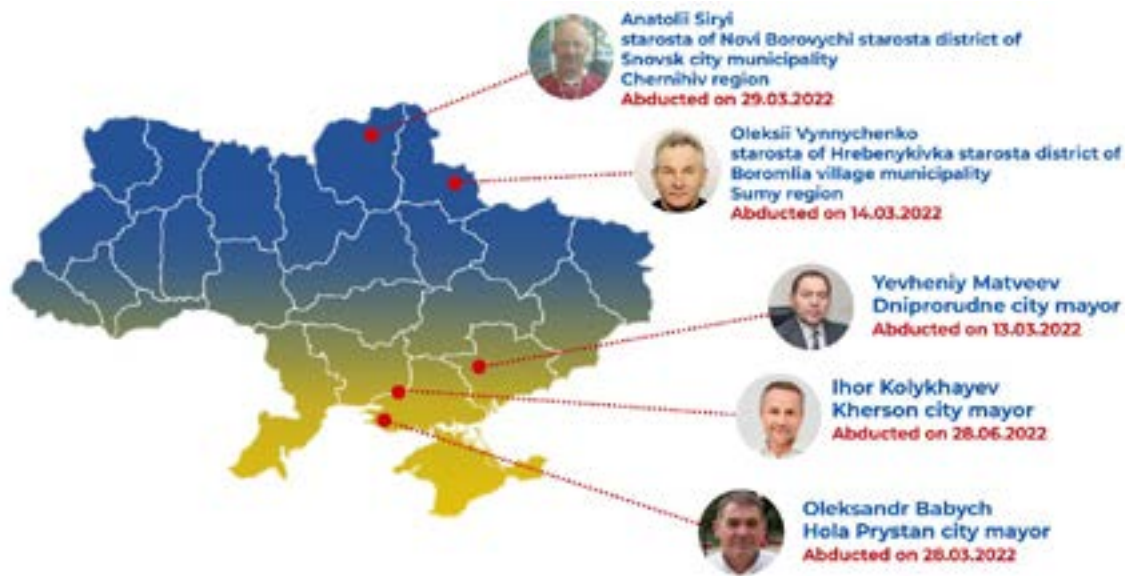 Anatolii Siryi
starosta of Novi Borovychi starosta district of
Snovsk city municipality
Chernihiv region
Abducted on 29.03.2022
Oleksii Vynnychenko
starosta of Hrebenykivka starosta district of
Boromlia village municipality
Sumy region
Abducted on 14.03.2022
Yevheniy Matveev
Dniprorudne city mayor
Abducted on 13.03.2022
Ihor Kolykhayev
Kherson city mayor
Abducted on 28.06.2022
Oleksandr Babych
Hola Prystan city mayor
Abducted on 28.03.2022